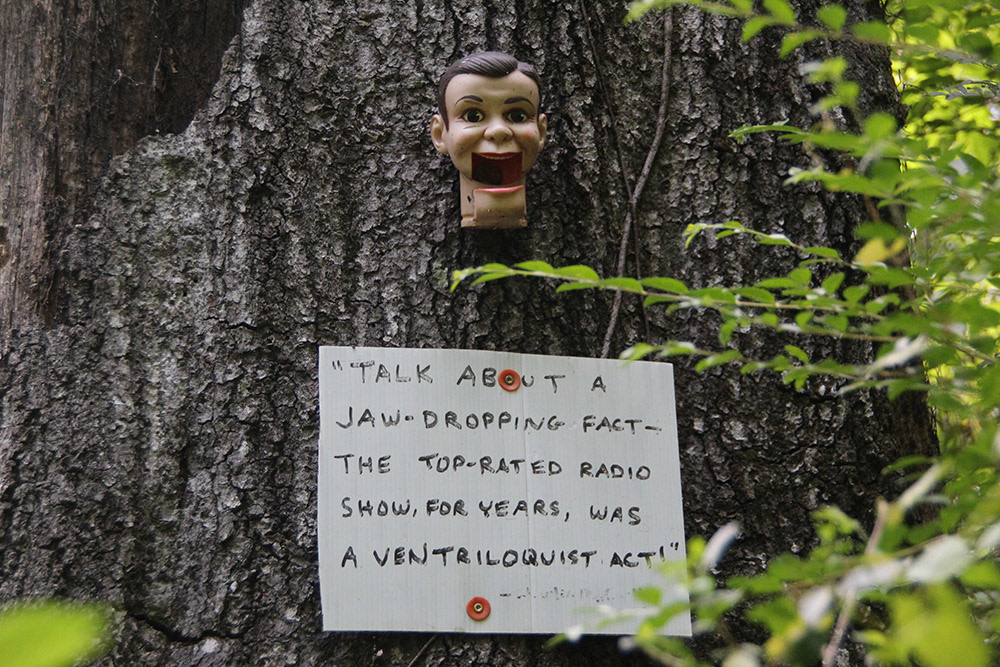 "TALK ABOUT A
JAW-DROPPING FACT—
THE TOP-RATED RADIO
SHOW, FOR YEARS, WAS
A VENTRILOQUIST ACT!"